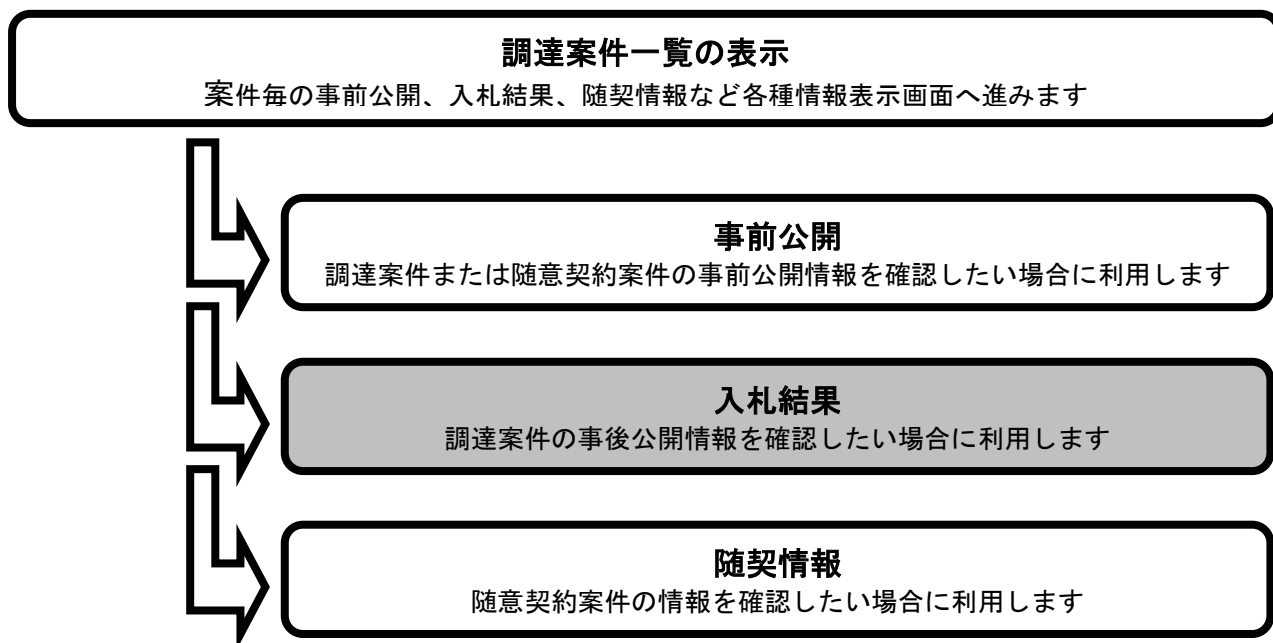 調達案件一覧の表示
案件毎の事前公開、入札結果、随契情報など各種情報表示画面へ進みます
事前公開
調達案件または随意契約案件の事前公開情報を確認したい場合に利用します
入札結果
調達案件の事後公開情報を確認したい場合に利用します
随契情報
随意契約案件の情報を確認したい場合に利用します